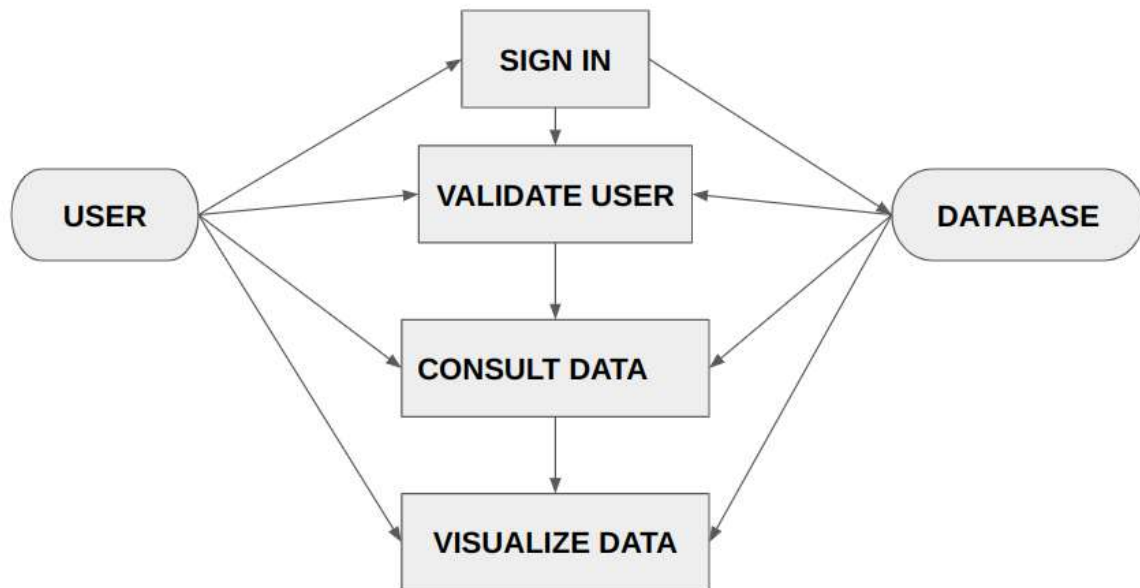 SIGN IN
VALIDATE USER
USER
DATABASE
CONSULT DATA
VISUALIZE DATA